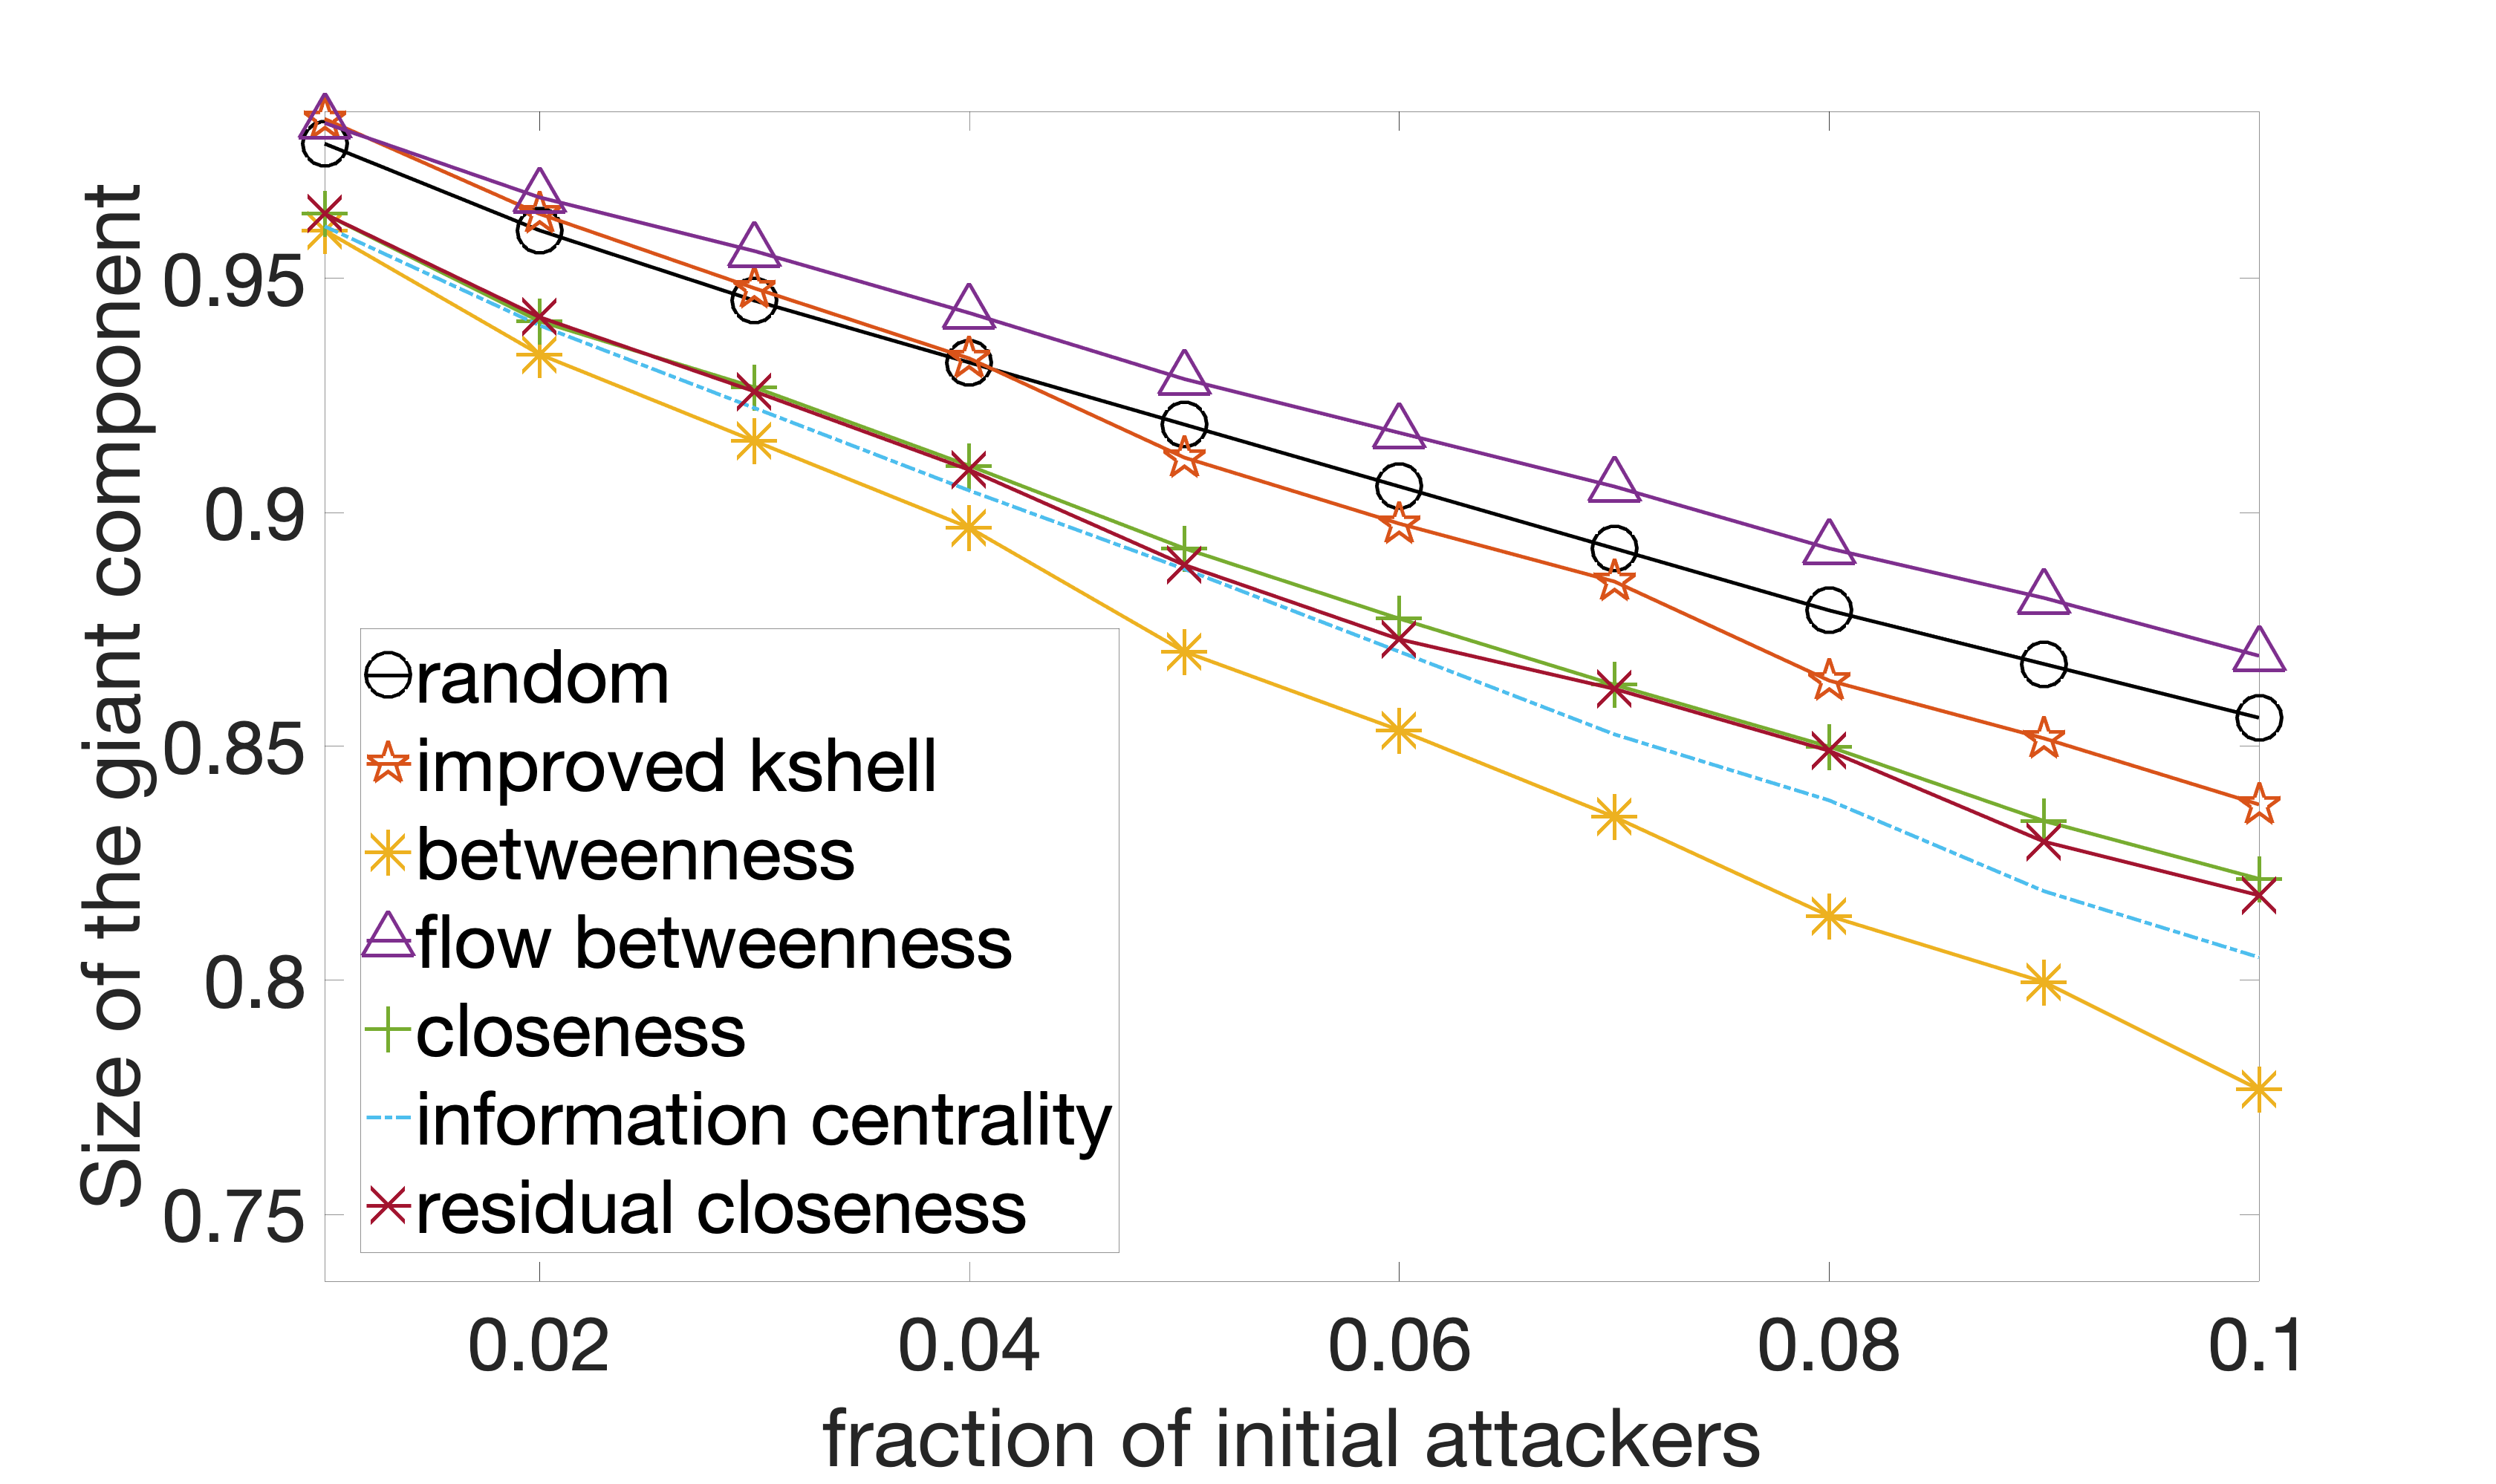 Size of the giant component
0.95
0.9
0.85
0.8
0.75
random
improved kshell
betweenness
flow betweenness
closeness
information centrality
residual closeness
0.02 0.04 0.06 0.08 0.1
fraction of initial attackers